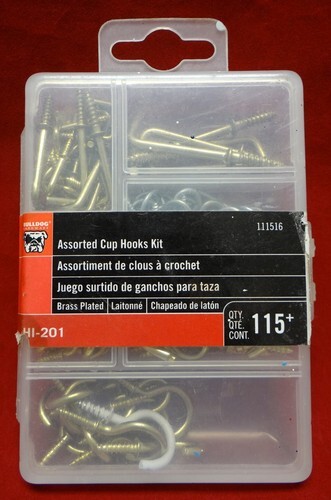 BULLDOG
HARDWARE
111516
Assorted Cup Hooks Kit
Assortiment de clous à crochet
Juego surtido de ganchos para taza
Brass Plated | Laitonné | Chapeado de latón
QTY.
QTÉ.
CONT.
115+
HI-201